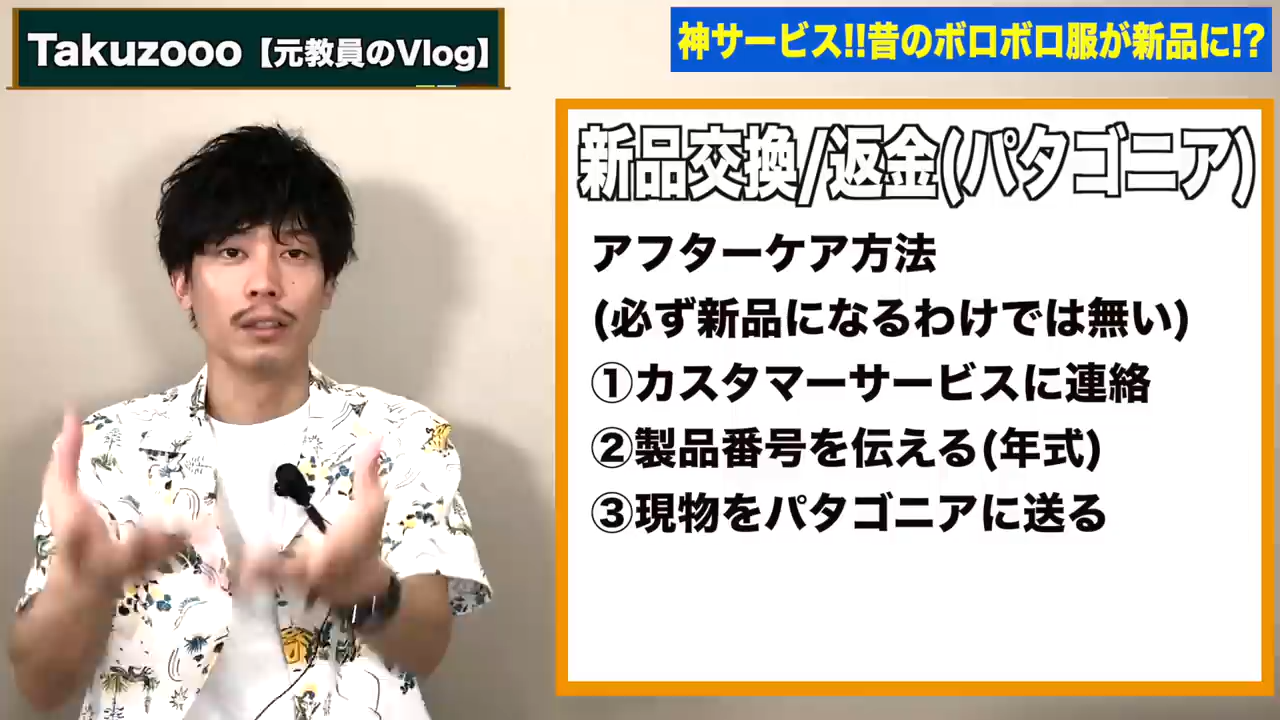 Takuzooo【元教員のVlog】
神サービス!!昔のボロボロ服が新品に!?
新品交換/返金(パタゴニア)
アフターケア方法
(必ず新品になるわけでは無い)
①カスタマーサービスに連絡
②製品番号を伝える(年式)
③現物をパタゴニアに送る